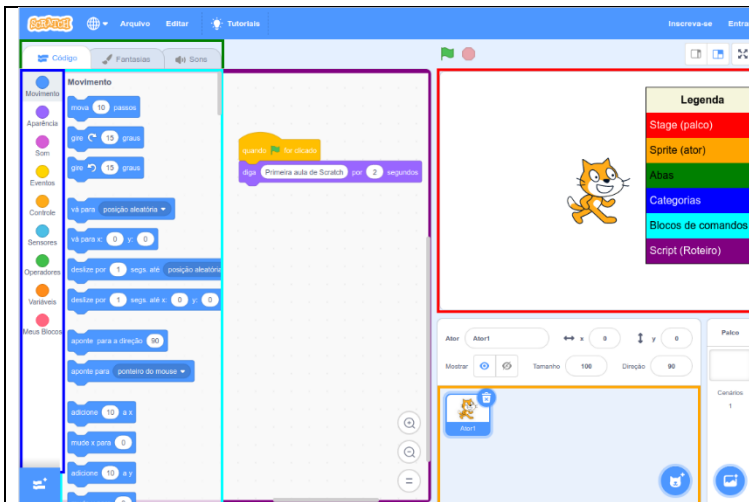 SCRATCH Arquivo Editar Tutoriais Inscreva-se Entra
Código Fantasias Sons
Movimento
Aparência
Som
Eventos
Controle
Sensores
Operadores
Variáveis
Meus Blocos
Movimento
mova 10 passos
gire 15 graus
gire 15 graus
vá para posição aleatória
vá para x: 0 y: 0
deslize por 1 segs. até posição aleatória
deslize por 1 segs. até x: 0 y: 0
aponte para a direção 90
aponte para ponteiro do mouse
adicione 10 a x
mude x para 0
adicione 10 a y
quando for clicado
diga Primeira aula de Scratch por 2 segundos
Legenda
Stage (palco)
Sprite (ator)
Abas
Categorias
Blocos de comandos
Script (Roteiro)
Ator Ator1 x 0 y 0
Mostrar Tamanho 100 Direção 90
Ator1
Palco
Cenários
1